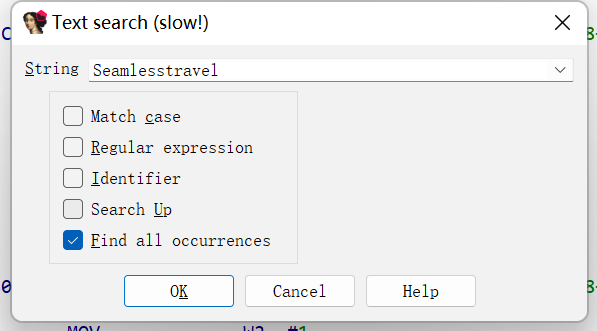 Text search (slow!)
String Seamlesstravel
Match case
Regular expression
Identifier
Search Up
Find all occurrences
OK Cancel Help